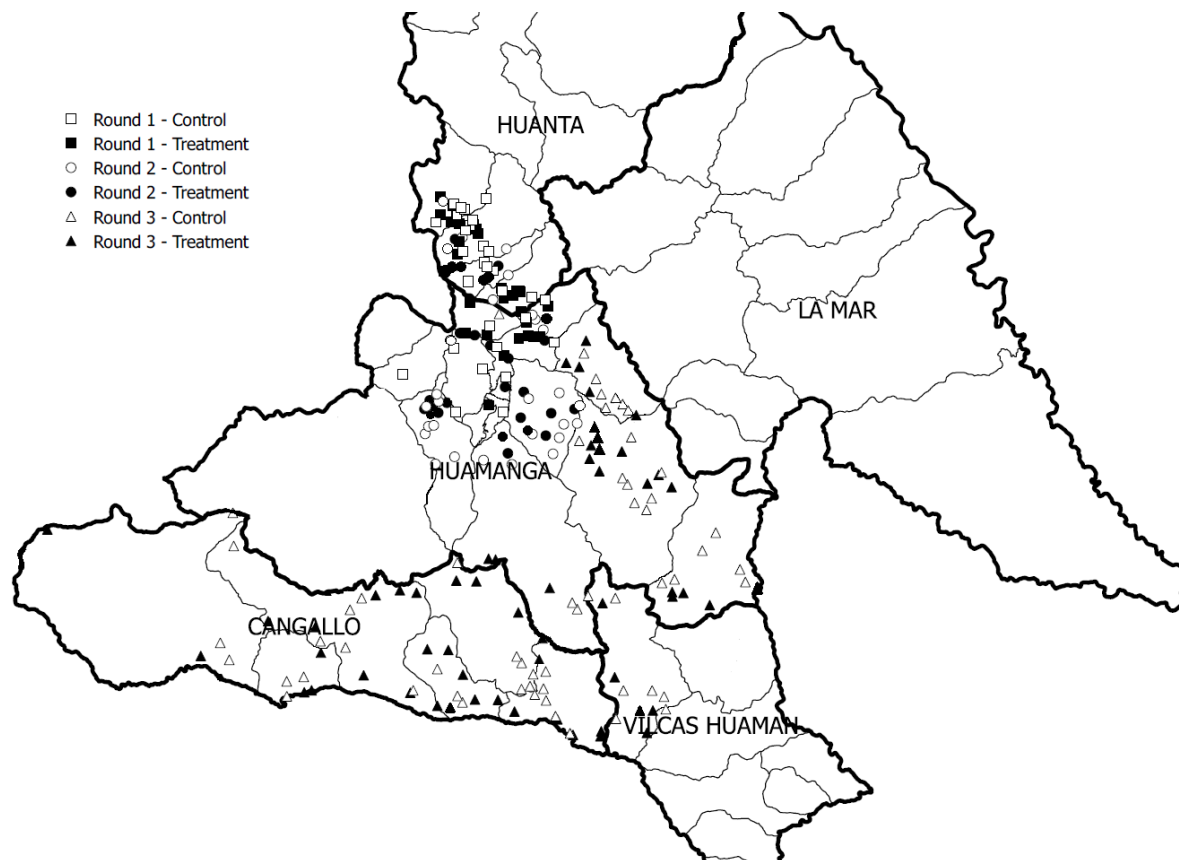 Round 1 - Control
Round 1 - Treatment
Round 2 - Control
Round 2 - Treatment
Round 3 - Control
Round 3 - Treatment
HUANTA
LA MAR
HUAMANGA
CANGALLO
VILCAS HUAMAN